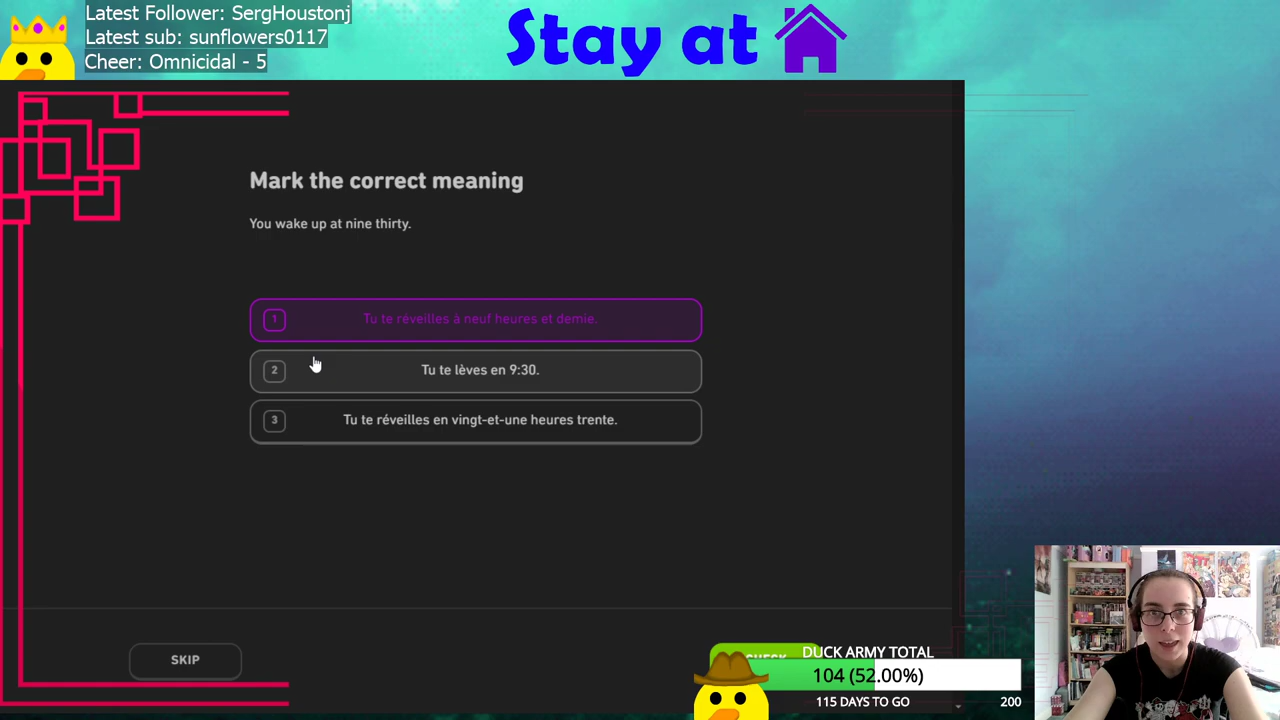 Latest Follower: SergHoustonj
Latest sub: sunflowers0117
Cheer: Omnicidal - 5
Stay at
Mark the correct meaning
You wake up at nine thirty.
1 Tu te réveilles à neuf heures et demie.
2 Tu te lèves en 9:30.
3 Tu te réveilles en vingt-et-une heures trente.
SKIP
CHECK
DUCK ARMY TOTAL
104 (52.00%)
115 DAYS TO GO
200